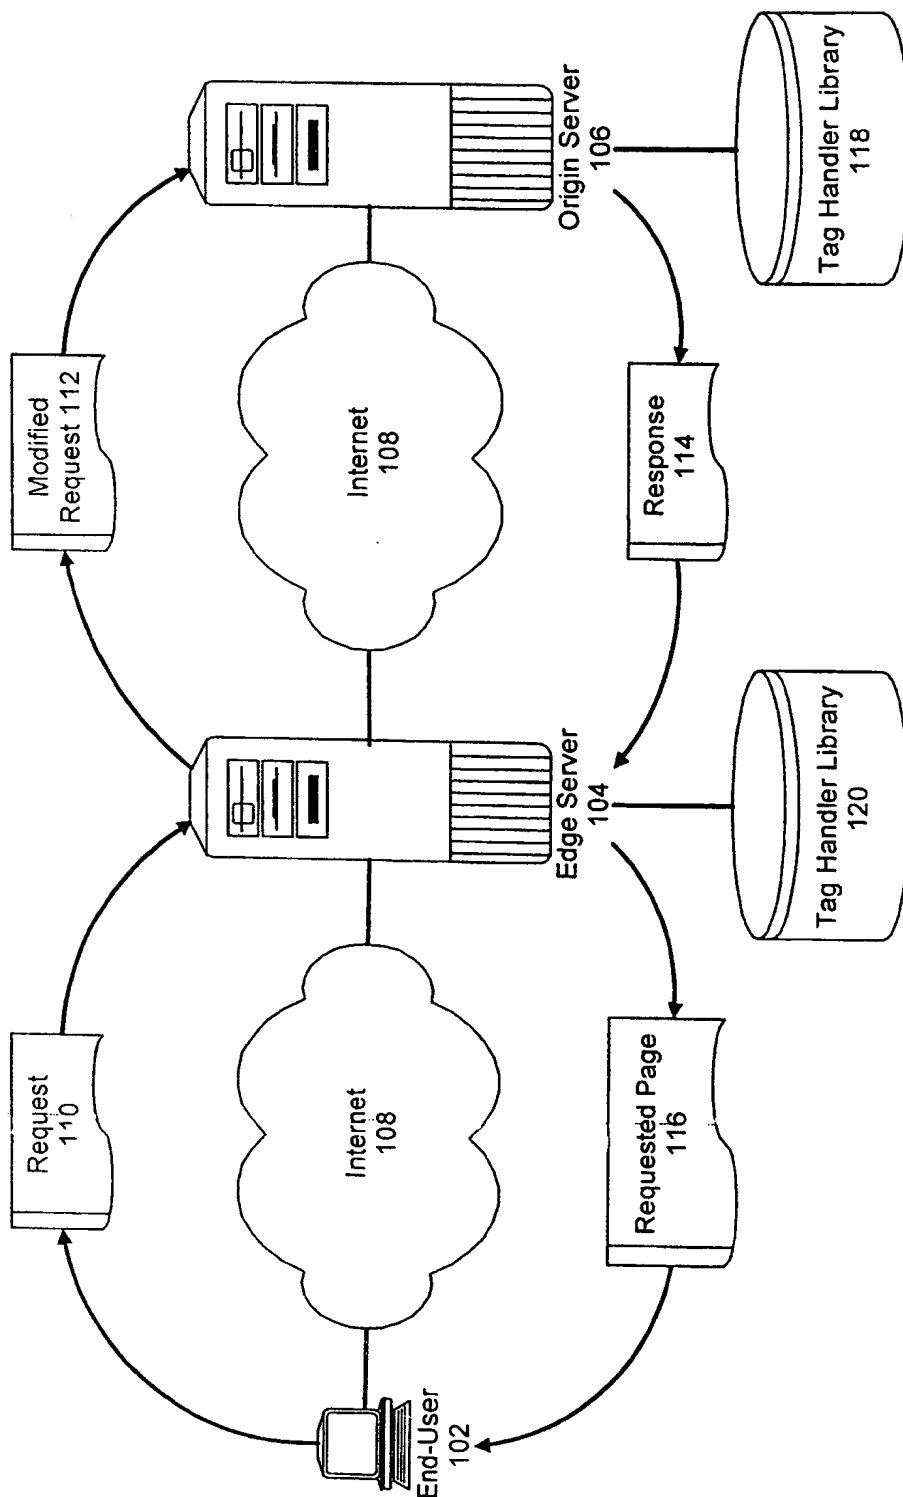 Request
110
Modified
Request 112
End-User
102
Internet
108
Edge Server
104
Internet
108
Origin Server
106
Requested Page
116
Response
114
Tag Handler Library
120
Tag Handler Library
118